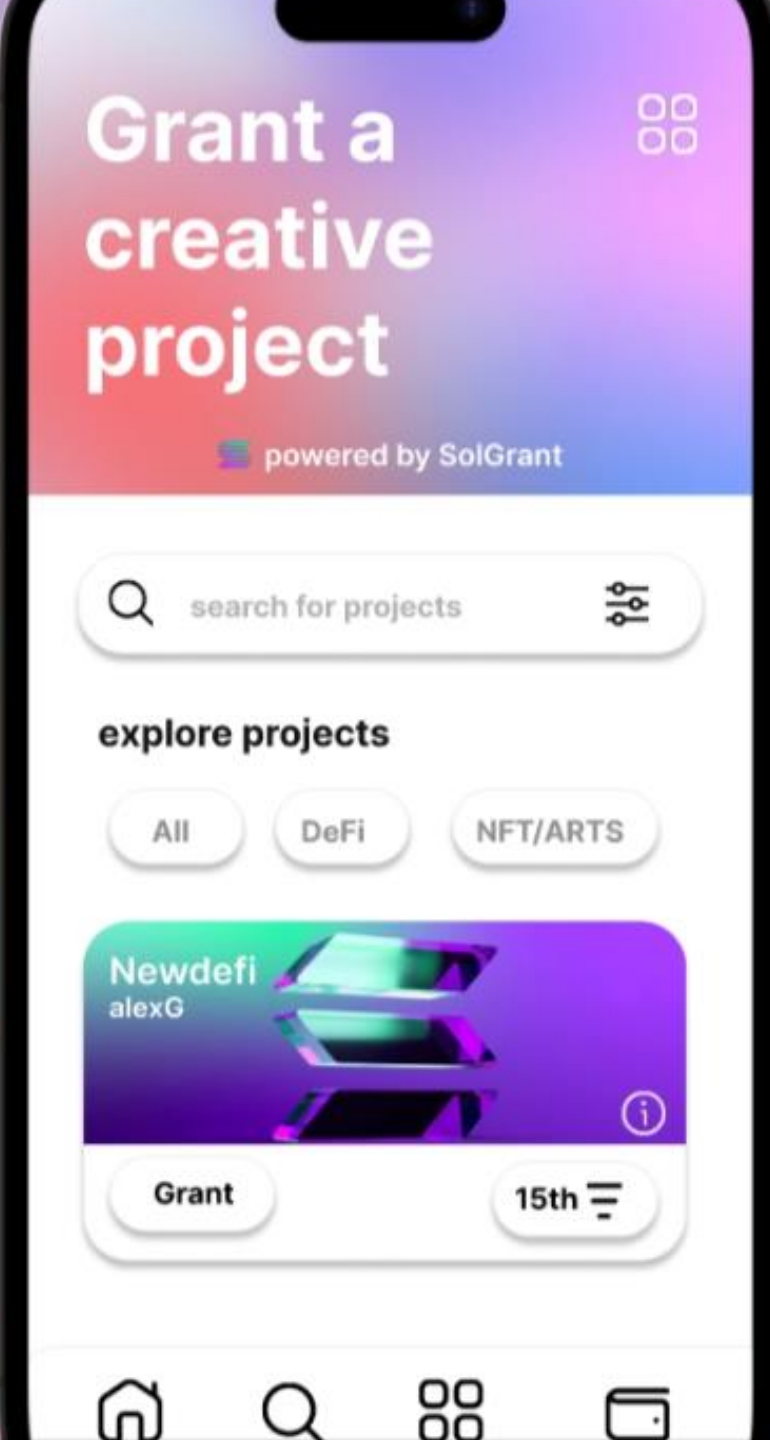 Grant a
creative
project
powered by SolGrant
search for projects
explore projects
All DeFi NFT/ARTS
Newdefi
alexG
Grant 15th